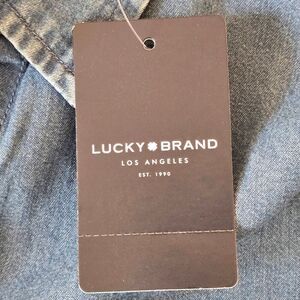 LUCKY BRAND
LOS ANGELES
EST. 1990